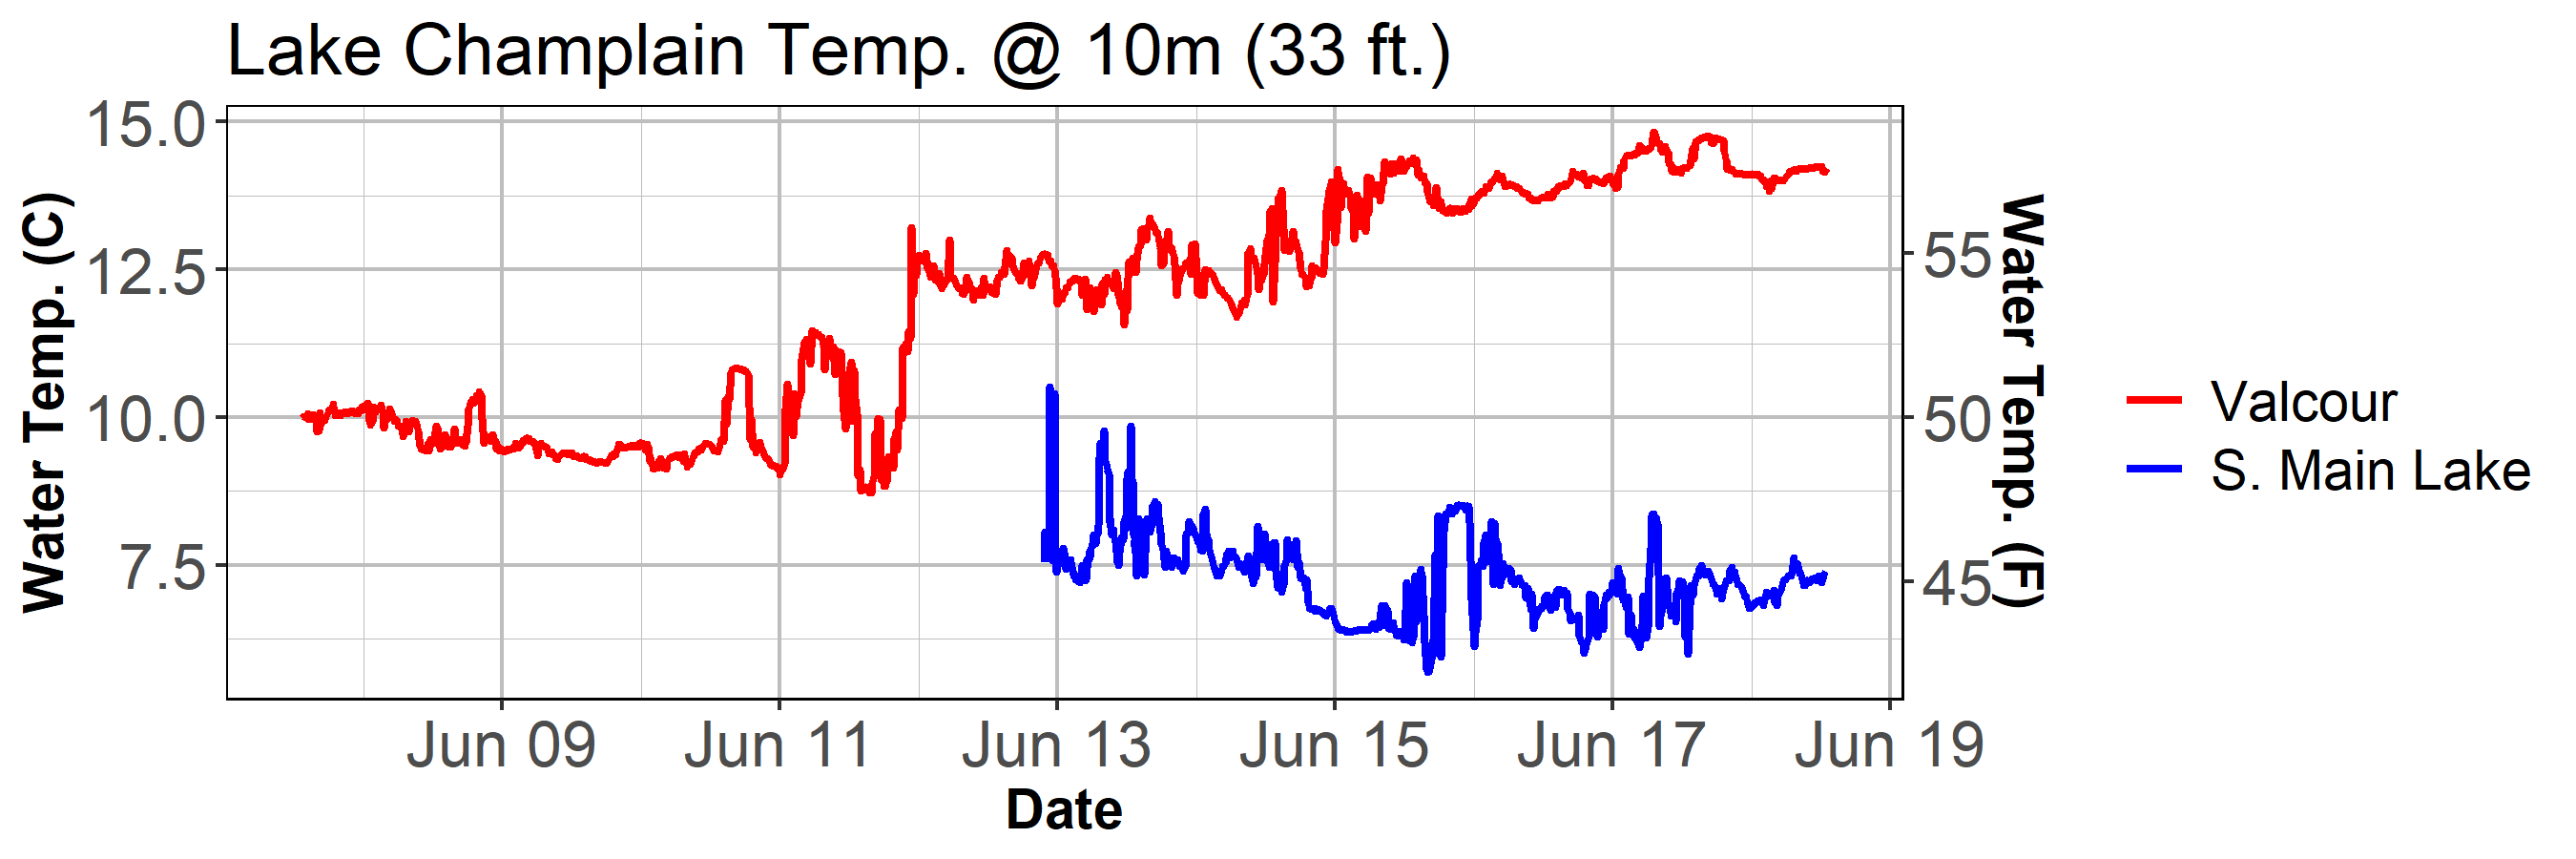 Lake Champlain Temp. @ 10m (33 ft.)
Water Temp. (C)
15.0
12.5
10.0
7.5
55
50
45
Water Temp. (F)
Valcour
S. Main Lake
Jun 09 Jun 11 Jun 13 Jun 15 Jun 17 Jun 19
Date